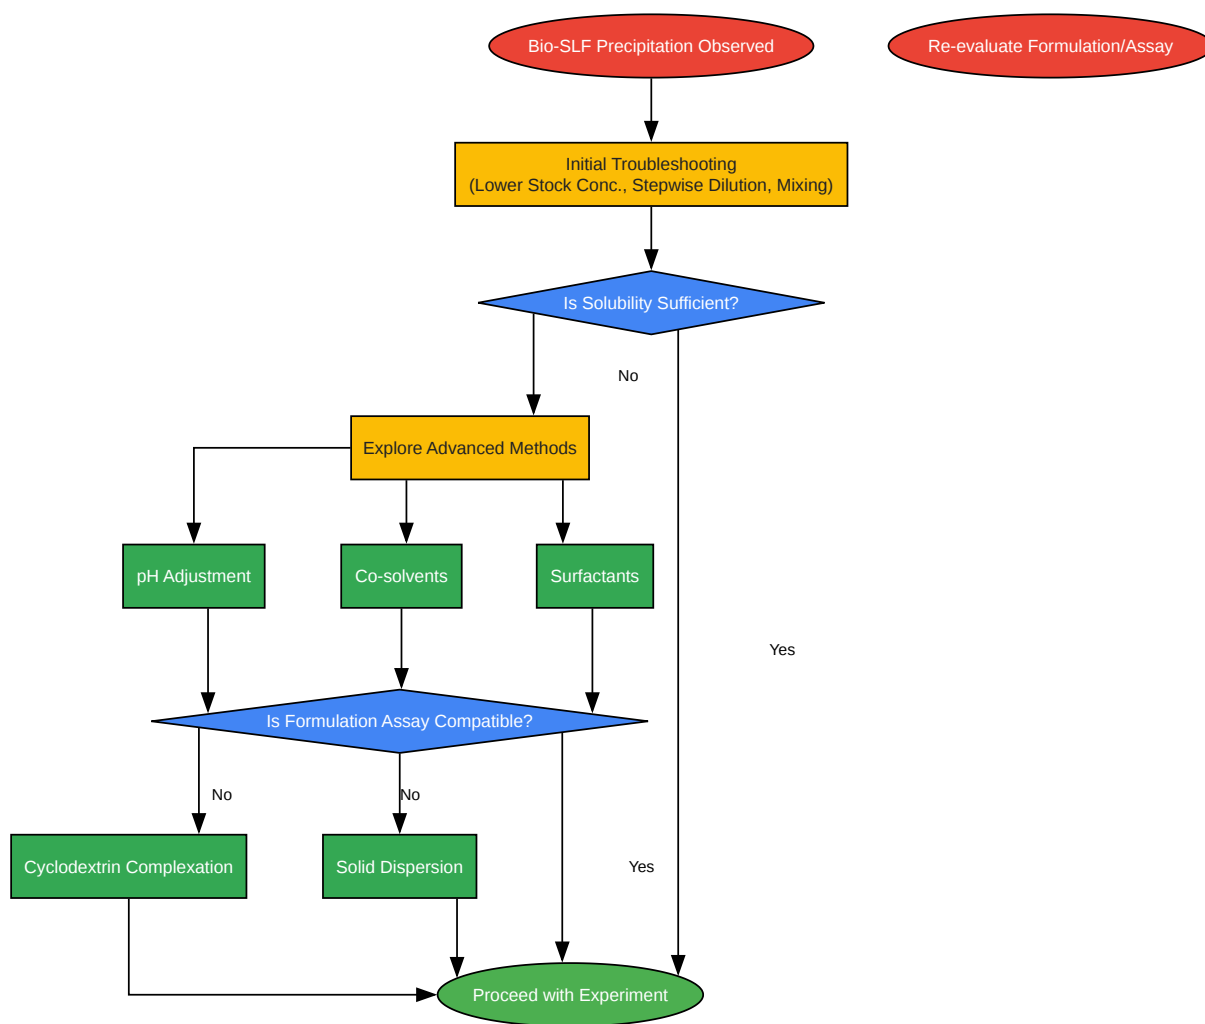 Bio-SLF Precipitation Observed
Re-evaluate Formulation/Assay
Initial Troubleshooting
(Lower Stock Conc., Stepwise Dilution, Mixing)
Is Solubility Sufficient?
No
Explore Advanced Methods
pH Adjustment
Co-solvents
Surfactants
Yes
Is Formulation Assay Compatible?
No
No
Cyclodextrin Complexation
Solid Dispersion
Yes
Proceed with Experiment